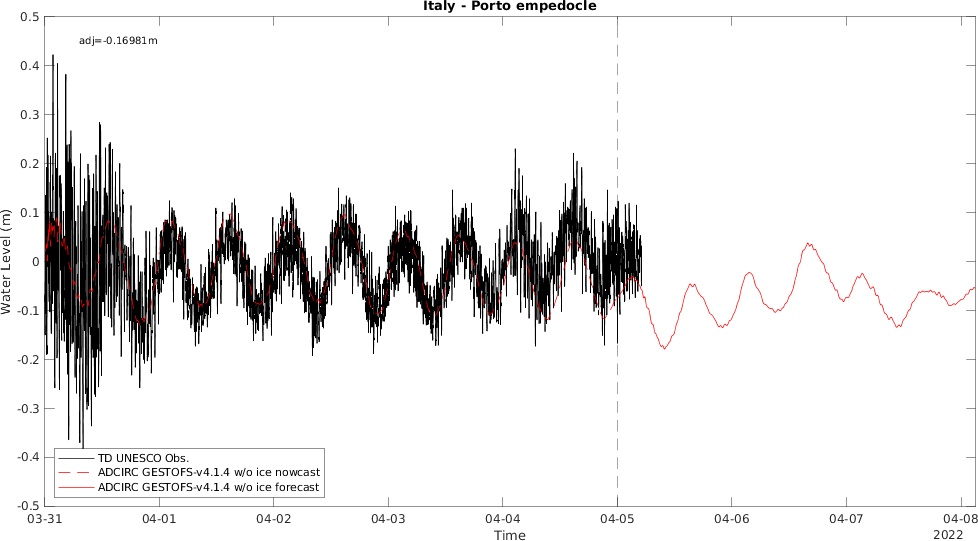 Italy - Porto empedocle
adj=-0.16981m
0.5
0.4
0.3
0.2
0.1
0
-0.1
-0.2
-0.3
-0.4
-0.5
Water Level (m)
TD UNESCO Obs.
ADCIRC GESTOFS-v4.1.4 w/o ice nowcast
ADCIRC GESTOFS-v4.1.4 w/o ice forecast
03-31 04-01 04-02 04-03 04-04 04-05 04-06 04-07 04-08
Time
2022